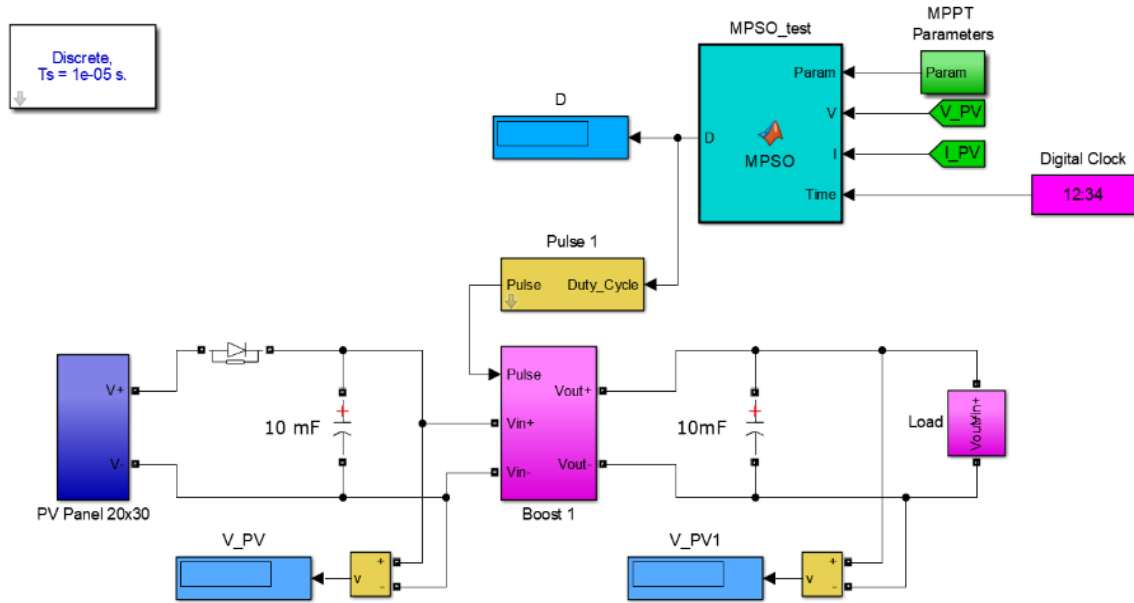 Discrete,
Ts = 1e-05 s.
MPSO_test
MPPT
Parameters
Param
Param
D
V
V_PV
D
MPSO
I
I_PV
Digital Clock
Time
12:34
Pulse 1
Pulse
Duty_Cycle
V+
Pulse
Vout+
10 mF
Vin+
10mF
Load
Vin+
Vout-
V-
Vin-
Vout-
PV Panel 20x30
Boost 1
V_PV
+
v
-
V_PV1
+
v
-